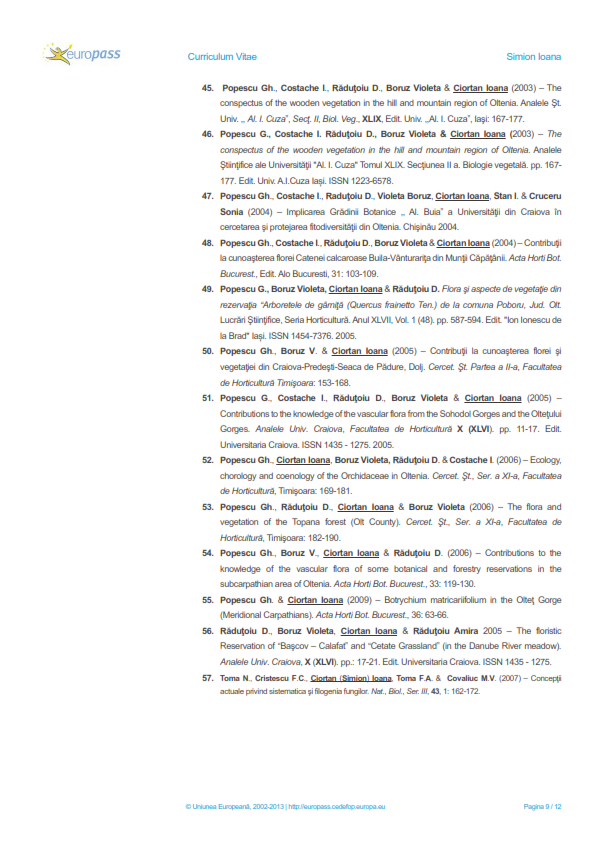 europass
Curriculum Vitae Simion Ioana
45. Popescu Gh., Costache I., Răduţoiu D., Boruz Violeta & Ciortan Ioana (2003) – The
conspectus of the wooden vegetation in the hill and mountain region of Oltenia. Analele Şt.
Univ. „ Al. I. Cuza”, Secţ. II, Biol. Veg., XLIX, Edit. Univ. „Al. I. Cuza”, Iaşi: 167-177.
46. Popescu G., Costache I. Răduţoiu D., Boruz Violeta & Ciortan Ioana (2003) – The
conspectus of the wooden vegetation in the hill and mountain region of Oltenia. Analele
Ştiinţifice ale Universităţii "Al. I. Cuza" Tomul XLIX. Secţiunea II a. Biologie vegetală. pp. 167-
177. Edit. Univ. A.I.Cuza Iaşi. ISSN 1223-6578.
47. Popescu Gh., Costache I., Raduţoiu D., Violeta Boruz, Ciortan Ioana, Stan I. & Cruceru
Sonia (2004) – Implicarea Grădinii Botanice „ Al. Buia” a Universităţii din Craiova în
cercetarea şi protejarea fitodiversităţii din Oltenia. Chişinău 2004.
48. Popescu Gh., Costache I., Răduţoiu D., Boruz Violeta & Ciortan Ioana (2004) – Contribuţii
la cunoaşterea florei Catenei calcaroase Buila-Vânturariţa din Munţii Căpăţânii. Acta Horti Bot.
Bucurest., Edit. Alo Bucuresti, 31: 103-109.
49. Popescu G., Boruz Violeta, Ciortan Ioana & Răduţoiu D. Flora şi aspecte de vegetaţie din
rezervaţia “Arboretele de gârniţă (Quercus frainetto Ten.) de la comuna Poboru, Jud. Olt.
Lucrări Ştiinţifice, Seria Horticultură. Anul XLVII, Vol. 1 (48). pp. 587-594. Edit. "Ion Ionescu de
la Brad" Iaşi. ISSN 1454-7376. 2005.
50. Popescu Gh., Boruz V. & Ciortan Ioana (2005) – Contribuţii la cunoaşterea florei şi
vegetaţiei din Craiova-Predeşti-Seaca de Pădure, Dolj. Cercet. Şt. Partea a II-a, Facultatea
de Horticultură Timişoara: 153-168.
51. Popescu G., Costache I., Răduţoiu D., Boruz Violeta & Ciortan Ioana (2005) –
Contributions to the knowledge of the vascular flora from the Sohodol Gorges and the Olteţului
Gorges. Analele Univ. Craiova, Facultatea de Horticultură X (XLVI). pp. 11-17. Edit.
Universitaria Craiova. ISSN 1435 - 1275. 2005.
52. Popescu Gh., Ciortan Ioana, Boruz Violeta, Răduţoiu D. & Costache I. (2006) – Ecology,
chorology and coenology of the Orchidaceae in Oltenia. Cercet. Şt., Ser. a XI-a, Facultatea
de Horticultură, Timişoara: 169-181.
53. Popescu Gh., Răduţoiu D., Ciortan Ioana & Boruz Violeta (2006) – The flora and
vegetation of the Topana forest (Olt County). Cercet. Şt., Ser. a XI-a, Facultatea de
Horticultură, Timişoara: 182-190.
54. Popescu Gh., Boruz V., Ciortan Ioana & Răduţoiu D. (2006) – Contributions to the
knowledge of the vascular flora of some botanical and forestry reservations in the
subcarpathian area of Oltenia. Acta Horti Bot. Bucurest., 33: 119-130.
55. Popescu Gh. & Ciortan Ioana (2009) – Botrychium matricariifolium in the Olteţ Gorge
(Meridional Carpathians). Acta Horti Bot. Bucurest., 36: 63-66.
56. Răduţoiu D., Boruz Violeta, Ciortan Ioana & Răduţoiu Amira 2005 – The floristic
Reservation of “Başcov – Calafat” and “Cetate Grassland” (in the Danube River meadow).
Analele Univ. Craiova, X (XLVI). pp.: 17-21. Edit. Universitaria Craiova. ISSN 1435 - 1275.
57. Toma N., Cristescu F.C., Ciortan (Simion) Ioana, Toma F.A. & Covaliuc M.V. (2007) – Concepţii
actuale privind sistematica şi filogenia fungilor. Nat., Biol., Ser. III, 43, 1: 162-172.
© Uniunea Europeană, 2002-2013 | http://europass.cedefop.europa.eu Pagina 9 / 12